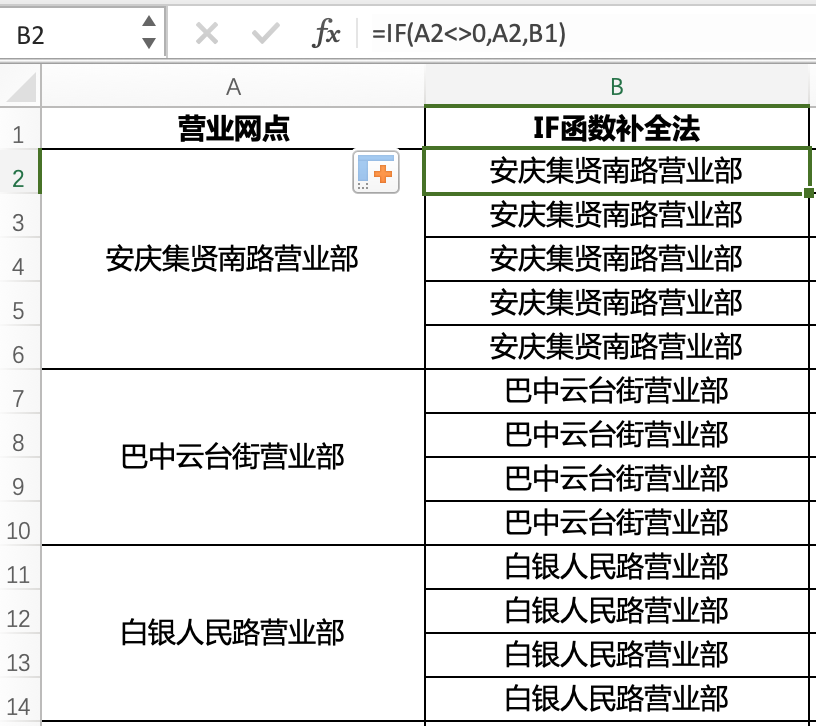 B2 fx =IF(A2<>0,A2,B1)
A B
1 营业网点 IF函数补全法
2 安庆集贤南路营业部
3 安庆集贤南路营业部
4 安庆集贤南路营业部 安庆集贤南路营业部
5 安庆集贤南路营业部
6 安庆集贤南路营业部
7 巴中云台街营业部
8 巴中云台街营业部 巴中云台街营业部
9 巴中云台街营业部
10 巴中云台街营业部
11 白银人民路营业部
12 白银人民路营业部 白银人民路营业部
13 白银人民路营业部
14 白银人民路营业部